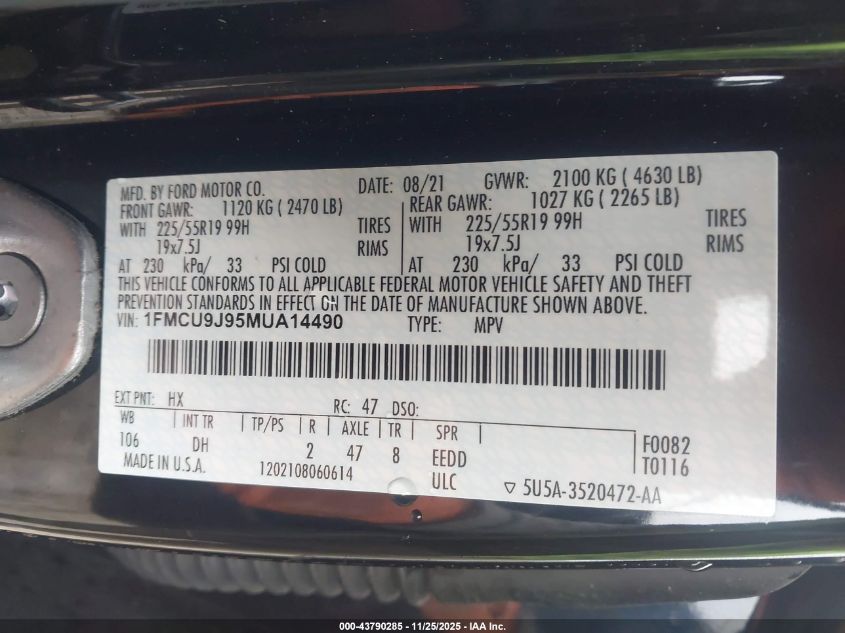 MFD. BY FORD MOTOR CO. DATE: 08/21 GVWR: 2100 KG ( 4630 LB)
FRONT GAWR: 1120 KG ( 2470 LB) REAR GAWR: 1027 KG ( 2265 LB)
WITH 225/55R19 99H TIRES WITH 225/55R19 99H TIRES
19x7.5J RIMS 19x7.5J RIMS
AT 230 kPa/ 33 PSI COLD AT 230 kPa/ 33 PSI COLD
THIS VEHICLE CONFORMS TO ALL APPLICABLE FEDERAL MOTOR VEHICLE SAFETY AND THEFT
PREVENTION STANDARDS IN EFFECT ON THE DATE OF MANUFACTURE SHOWN ABOVE.
VIN: 1FMCU9J95MUA14490 TYPE: MPV
EXT PNT: HX RC: 47 DSO:
WB INT TR TP/PS R AXLE TR SPR
106 DH 2 47 8 EEDD F0082
MADE IN U.S.A. 1202108060614 ULC T0116
5U5A-3520472-AA
000-43790285 - 11/25/2025 - IAA Inc.